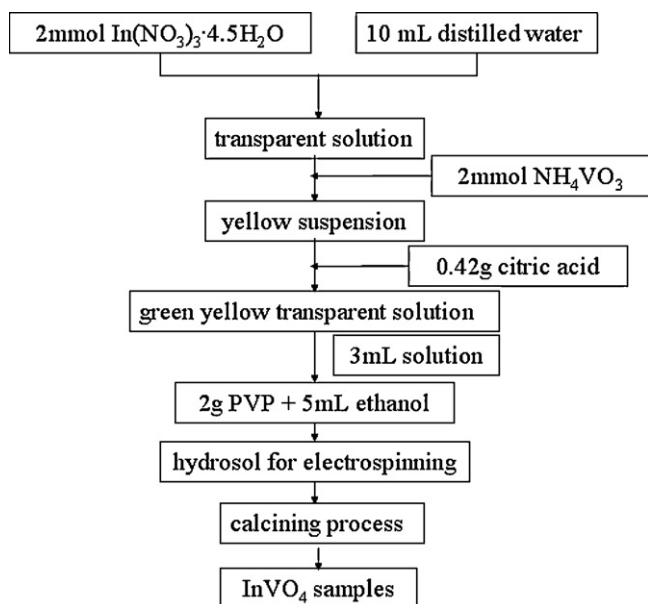 2mmol In(NO₃)₃·4.5H₂O
10 mL distilled water
transparent solution
2mmol NH₄VO₃
yellow suspension
0.42g citric acid
green yellow transparent solution
3mL solution
2g PVP + 5mL ethanol
hydrosol for electrospinning
calcining process
InVO₄ samples